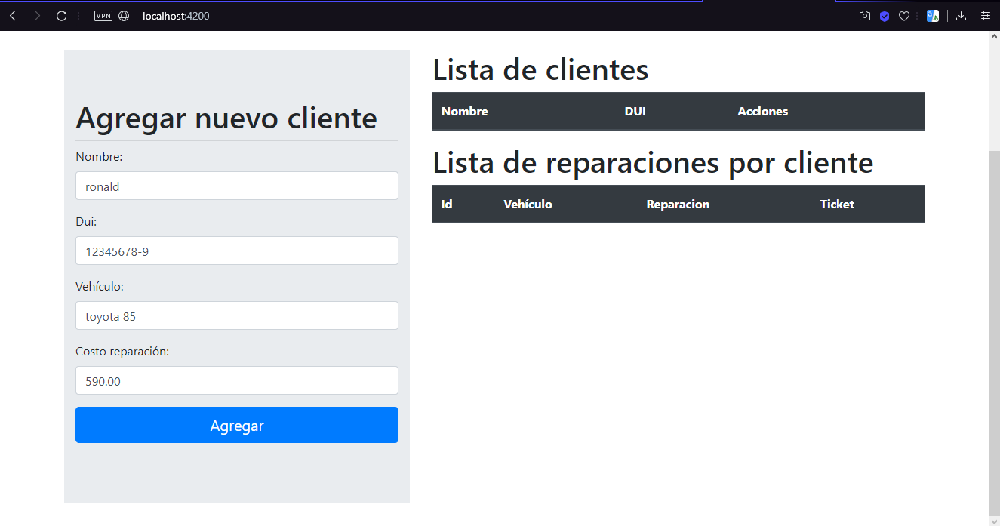 VPN localhost:4200
Agregar nuevo cliente
Nombre:
ronald
Dui:
12345678-9
Vehículo:
toyota 85
Costo reparación:
590.00
Agregar
Lista de clientes
Nombre DUI Acciones
Lista de reparaciones por cliente
Id Vehículo Reparacion Ticket